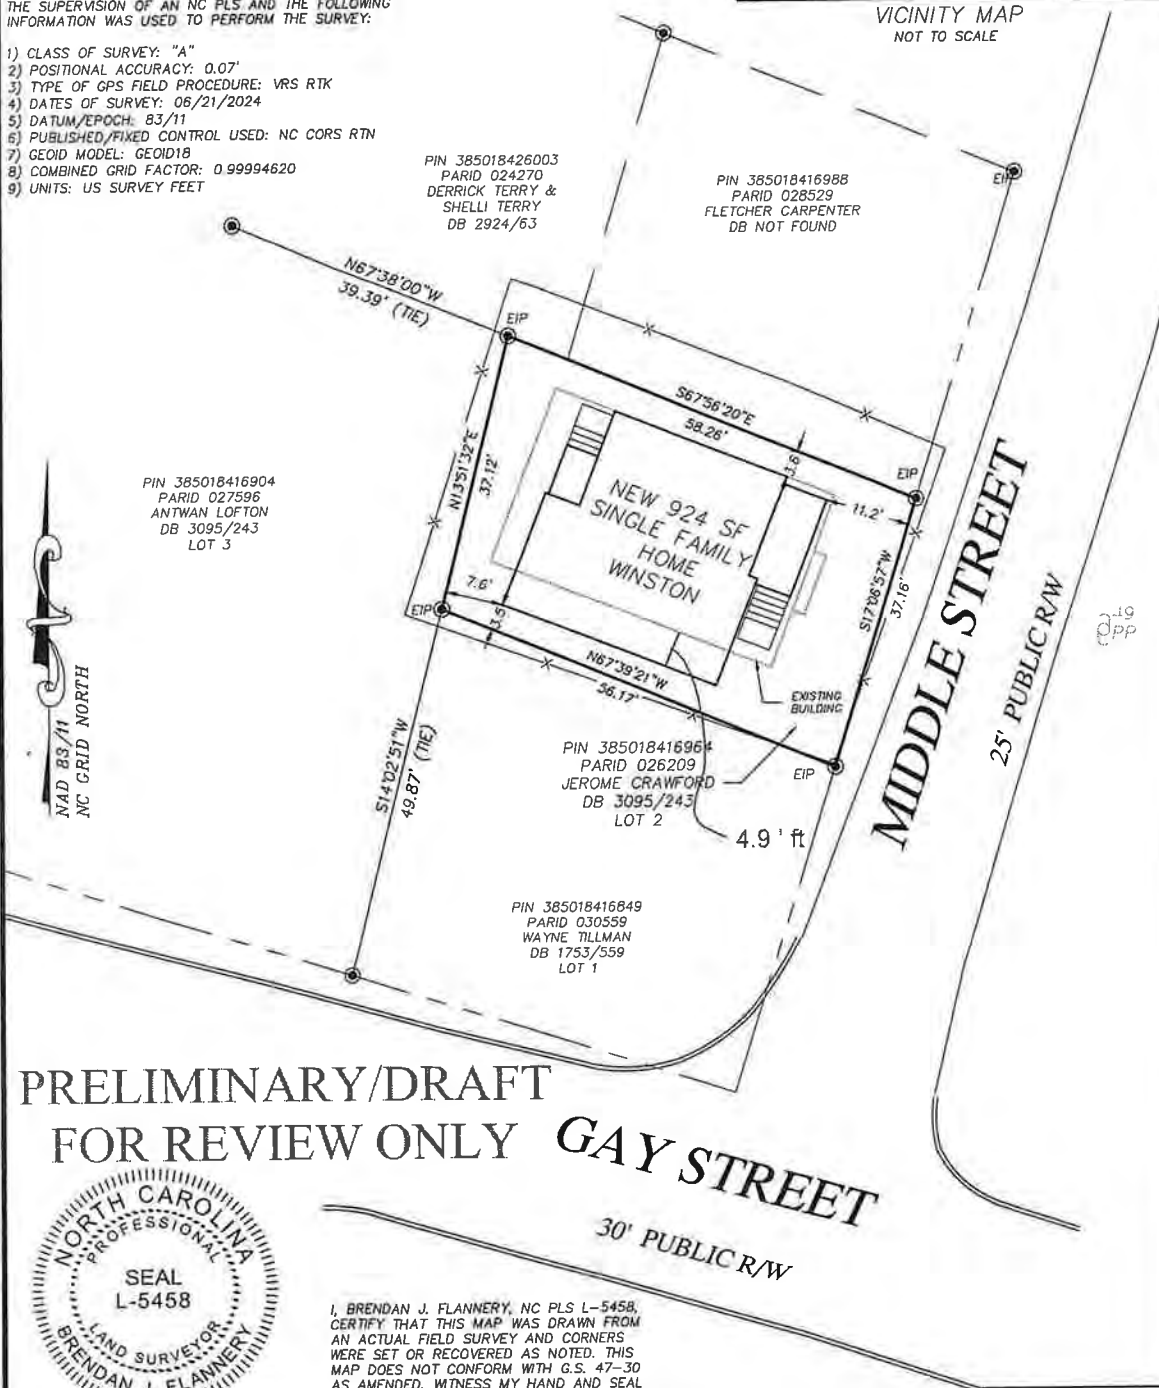 THE SUPERVISION OF AN NC PLS AND THE FOLLOWING
INFORMATION WAS USED TO PERFORM THE SURVEY:
1) CLASS OF SURVEY: "A"
2) POSITIONAL ACCURACY: 0.07'
3) TYPE OF GPS FIELD PROCEDURE: VRS RTK
4) DATES OF SURVEY: 06/21/2024
5) DATUM/EPOCH: 83/11
6) PUBLISHED/FIXED CONTROL USED: NC CORS RTN
7) GEOID MODEL: GEOID18
8) COMBINED GRID FACTOR: 0.99994620
9) UNITS: US SURVEY FEET
VICINITY MAP
NOT TO SCALE
PIN 385018426003
PARID 024270
DERRICK TERRY &
SHELLI TERRY
DB 2924/63
PIN 385018416988
PARID 028529
FLETCHER CARPENTER
DB NOT FOUND
EIP
N67°38'00"W
39.39' (TIE)
EIP
S67°56'20"E
58.26'
3.6'
EIP
11.2'
N13°51'32"E
37.12'
PIN 385018416904
PARID 027596
ANTWAN LOFTON
DB 3095/243
LOT 3
NEW 924 SF
SINGLE FAMILY
HOME
WINSTON
7.6'
EIP
3.5'
S17°06'57"W
37.16'
N67°39'21"W
56.17'
EXISTING
BUILDING
MIDDLE STREET
25' PUBLIC R/W
NAD 83/11
NC GRID NORTH
S14°02'51"W
49.87' (TIE)
PIN 385018416964
PARID 026209
JEROME CRAWFORD
DB 3095/243
LOT 2
EIP
4.9 ' ft
PIN 385018416849
PARID 030559
WAYNE TILLMAN
DB 1753/559
LOT 1
PRELIMINARY/DRAFT
FOR REVIEW ONLY
GAY STREET
30' PUBLIC R/W
NORTH CAROLINA
PROFESSIONAL
SEAL
L-5458
LAND SURVEYOR
BRENDAN J. FLANNERY
I, BRENDAN J. FLANNERY, NC PLS L-5458,
CERTIFY THAT THIS MAP WAS DRAWN FROM
AN ACTUAL FIELD SURVEY AND CORNERS
WERE SET OR RECOVERED AS NOTED. THIS
MAP DOES NOT CONFORM WITH G.S. 47-30
AS AMENDED. WITNESS MY HAND AND SEAL